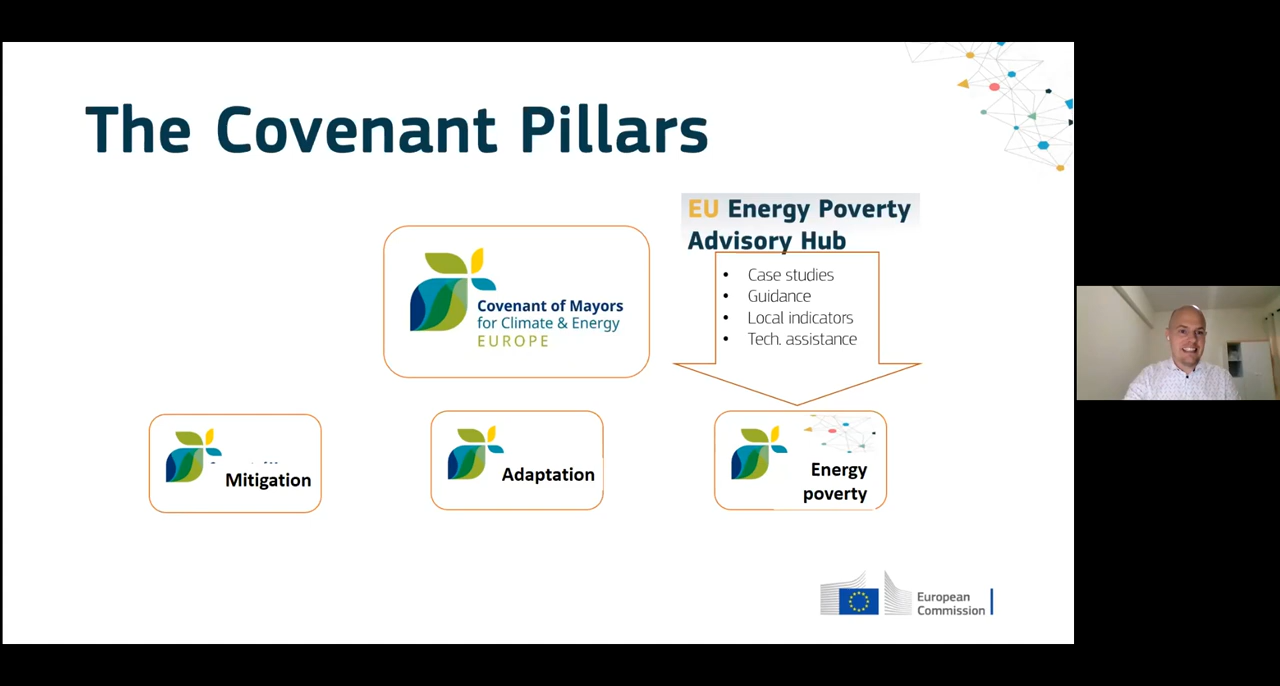 The Covenant Pillars
EU Energy Poverty
Advisory Hub
• Case studies
• Guidance
• Local indicators
• Tech. assistance
Covenant of Mayors
for Climate & Energy
EUROPE
Mitigation
Adaptation
Energy
poverty
European
Commission